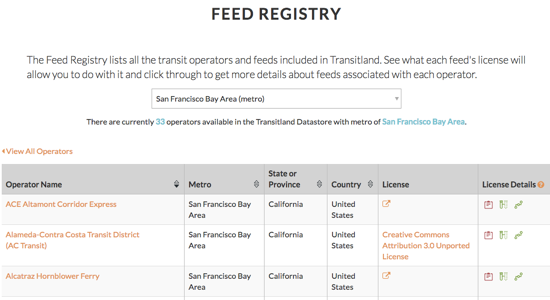 FEED REGISTRY
The Feed Registry lists all the transit operators and feeds included in Transitland. See what each feed's license will
allow you to do with it and click through to get more details about feeds associated with each operator.
San Francisco Bay Area (metro)
There are currently 33 operators available in the Transitland Datastore with metro of San Francisco Bay Area.
View All Operators
Operator Name Metro State or Province Country License License Details
ACE Altamont Corridor Express San Francisco Bay Area California United States
Alameda-Contra Costa Transit District (AC Transit) San Francisco Bay Area California United States Creative Commons Attribution 3.0 Unported License
Alcatraz Hornblower Ferry San Francisco Bay Area California United States